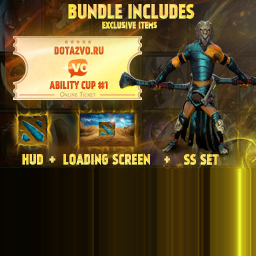 BUNDLE INCLUDES
EXCLUSIVE ITEMS
DOTA2VO.RU
VO
ABILITY CUP #1
ONLINE TICKET
HUD + LOADING SCREEN + SS SET